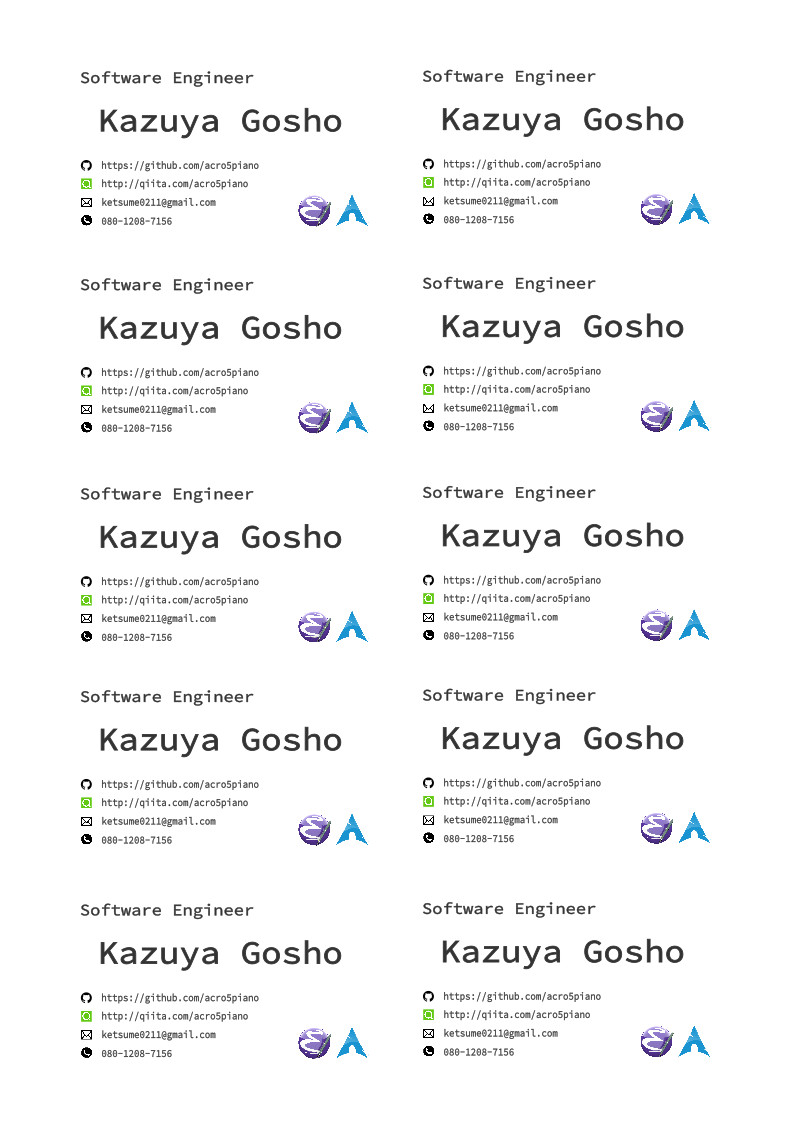 Software Engineer
Kazuya Gosho
https://github.com/acro5piano
http://qiita.com/acro5piano
ketsume0211@gmail.com
080-1208-7156
Software Engineer
Kazuya Gosho
https://github.com/acro5piano
http://qiita.com/acro5piano
ketsume0211@gmail.com
080-1208-7156
Software Engineer
Kazuya Gosho
https://github.com/acro5piano
http://qiita.com/acro5piano
ketsume0211@gmail.com
080-1208-7156
Software Engineer
Kazuya Gosho
https://github.com/acro5piano
http://qiita.com/acro5piano
ketsume0211@gmail.com
080-1208-7156
Software Engineer
Kazuya Gosho
https://github.com/acro5piano
http://qiita.com/acro5piano
ketsume0211@gmail.com
080-1208-7156
Software Engineer
Kazuya Gosho
https://github.com/acro5piano
http://qiita.com/acro5piano
ketsume0211@gmail.com
080-1208-7156
Software Engineer
Kazuya Gosho
https://github.com/acro5piano
http://qiita.com/acro5piano
ketsume0211@gmail.com
080-1208-7156
Software Engineer
Kazuya Gosho
https://github.com/acro5piano
http://qiita.com/acro5piano
ketsume0211@gmail.com
080-1208-7156
Software Engineer
Kazuya Gosho
https://github.com/acro5piano
http://qiita.com/acro5piano
ketsume0211@gmail.com
080-1208-7156
Software Engineer
Kazuya Gosho
https://github.com/acro5piano
http://qiita.com/acro5piano
ketsume0211@gmail.com
080-1208-7156